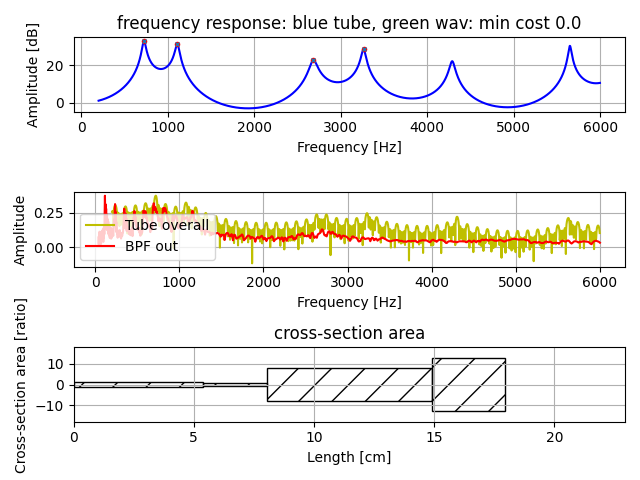 frequency response: blue tube, green wav: min cost 0.0
Amplitude [dB]
20
0
0 1000 2000 3000 4000 5000 6000
Frequency [Hz]
Amplitude
0.25
0.00
Tube overall
BPF out
0 1000 2000 3000 4000 5000 6000
Frequency [Hz]
cross-section area
Cross-section area [ratio]
10
0
−10
0 5 10 15 20
Length [cm]